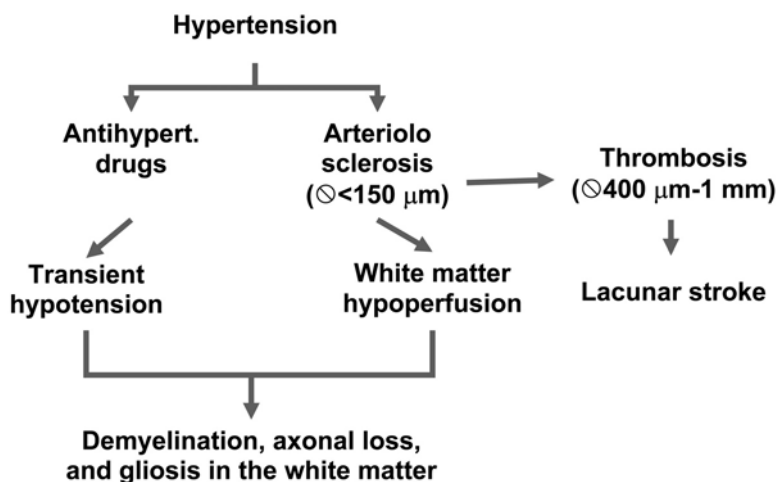 Hypertension
Antihypert.
drugs
Arteriolo
sclerosis
(⦸<150 μm)
Thrombosis
(⦸400 μm-1 mm)
Transient
hypotension
White matter
hypoperfusion
Lacunar stroke
Demyelination, axonal loss,
and gliosis in the white matter